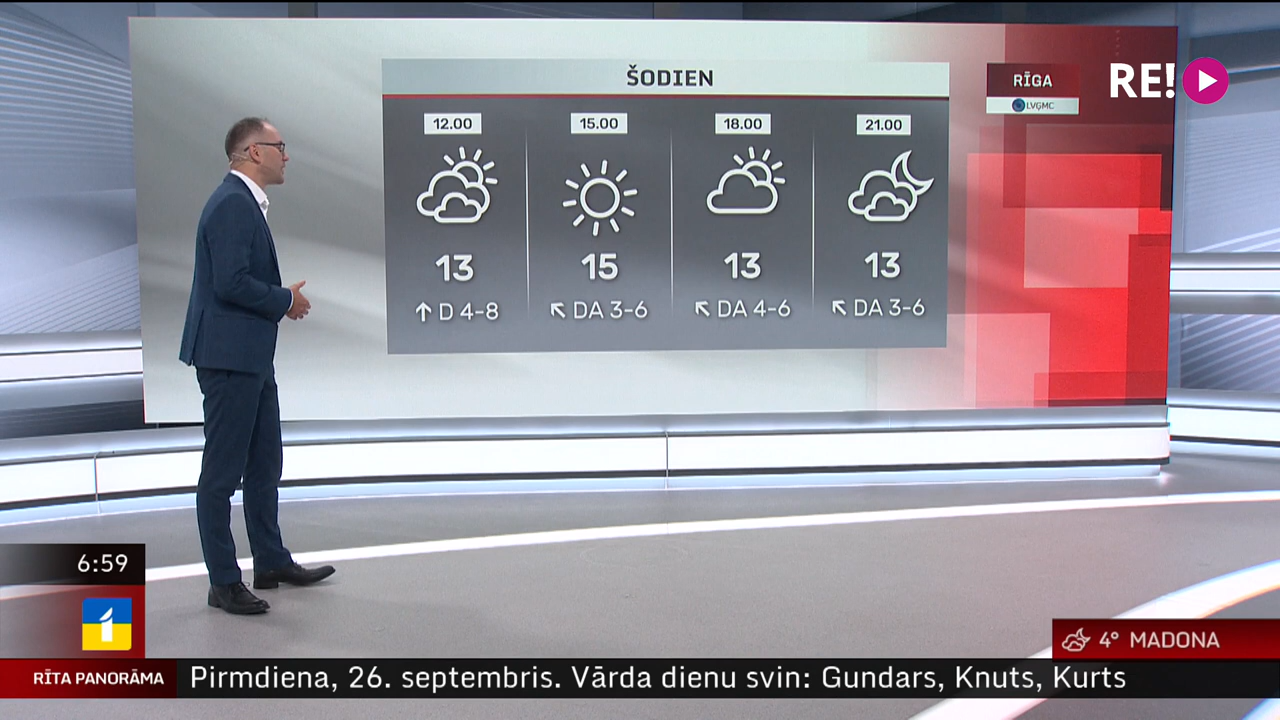 RE!
ŠODIEN
RĪGA
LVĢMC
12.00 15.00 18.00 21.00
13 15 13 13
D 4-8 DA 3-6 DA 4-6 DA 3-6
6:59
1
4° MADONA
RĪTA PANORĀMA Pirmdiena, 26. septembris. Vārda dienu svin: Gundars, Knuts, Kurts